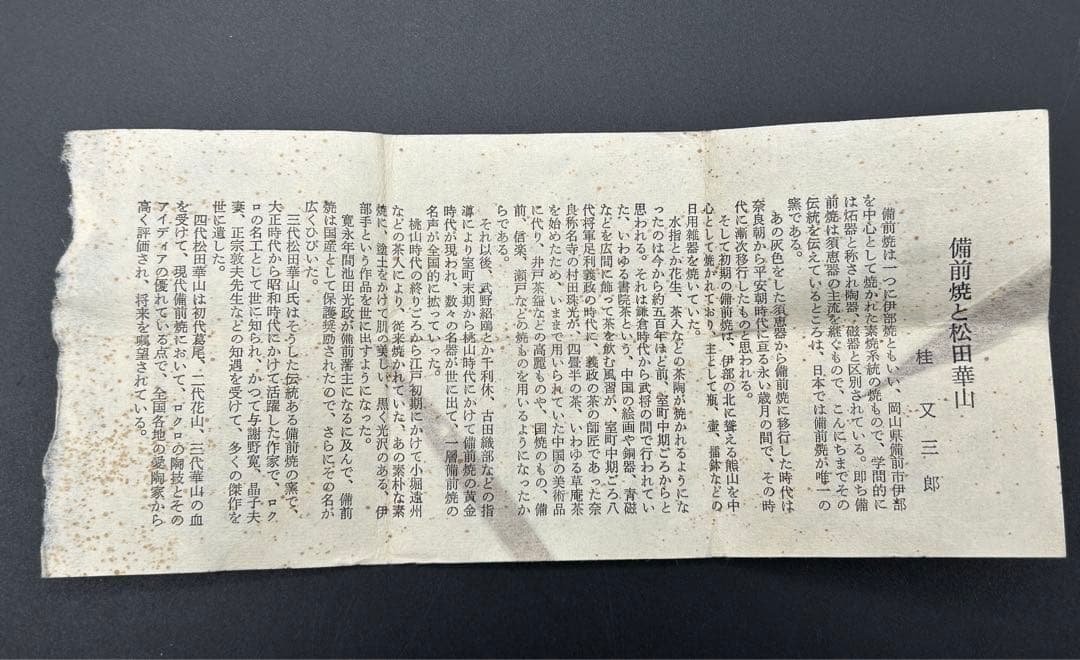 備前焼と松田華山
桂又三郎
備前焼は一つに伊部焼ともいい、岡山県備前市伊部
を中心として焼かれた素焼系統の焼もので、学問的に
は炻器と称され陶器、磁器と区別されている。即ち備
前焼は須恵器の主流を継ぐもので、こんにちまでその
伝統を伝えているところは、日本では備前焼が唯一の
窯である。
あの灰色をした須恵器から備前焼に移行した時代は
奈良朝から平安朝時代に亘る永い歳月の間で、その時
代に漸次移行したものと思われる。
そして初期の備前焼は、伊部の北に聳える熊山を中
心として焼かれており、主として瓶、壷、擂鉢などの
日用雑器を焼いていた。
水指とか花生、茶入などの茶陶が焼かれるようにな
ったのは今から約五百年ほど前、室町中期ごろからと
思われる。それは鎌倉時代から武将の間で行われてい
た、いわゆる書院茶という、中国の絵画や銅器、青磁
などを広間に飾って茶を飲む風習が、室町中期ごろ八
代将軍足利義政の時代に、義政の茶の師匠であった奈
良称名寺の村田珠光が、四畳半の茶、いわゆる草庵茶
を始めたため、いままで用いられていた中国の美術品
に代り、井戸茶碗などの高麗ものや、国焼のもの、備
前、信楽、瀬戸などの焼ものを用いるようになったか
らである。
それ以後、武野紹鴎とか千利休、古田織部などの指
導により室町末期から桃山時代にかけて備前焼の黄金
時代が現われ、数々の名器が世に出て、一層備前焼の
名声が全国的に拡っていった。
桃山時代の終りごろから江戸初期にかけて小堀遠州
などの茶人により、従来焼かれていた、あの素朴な素
焼に、塗土をかけて肌の美しい、黒く光沢のある、伊
部手という作品を世に出すようになった。
寛永年間池田光政が備前藩主になるに及んで、備前
焼は国産として保護奨励されたので、さらにその名が
広くひびいた。
三代松田華山氏はそうした伝統ある備前焼の窯で、
大正時代から昭和時代にかけて活躍した作家で、ロク
ロの名工として世に知られ、かつて与謝野寛、晶子夫
妻、正宗敦夫先生などの知遇を受けて、多くの傑作を
世に遺した。
四代松田華山は初代葛尾、二代花山、三代華山の血
を受けて、現代備前焼において、ロクロの陶技とその
アイディアの優れている点で、全国各地の愛陶家から
高く評価され、将来を嘱望されている。